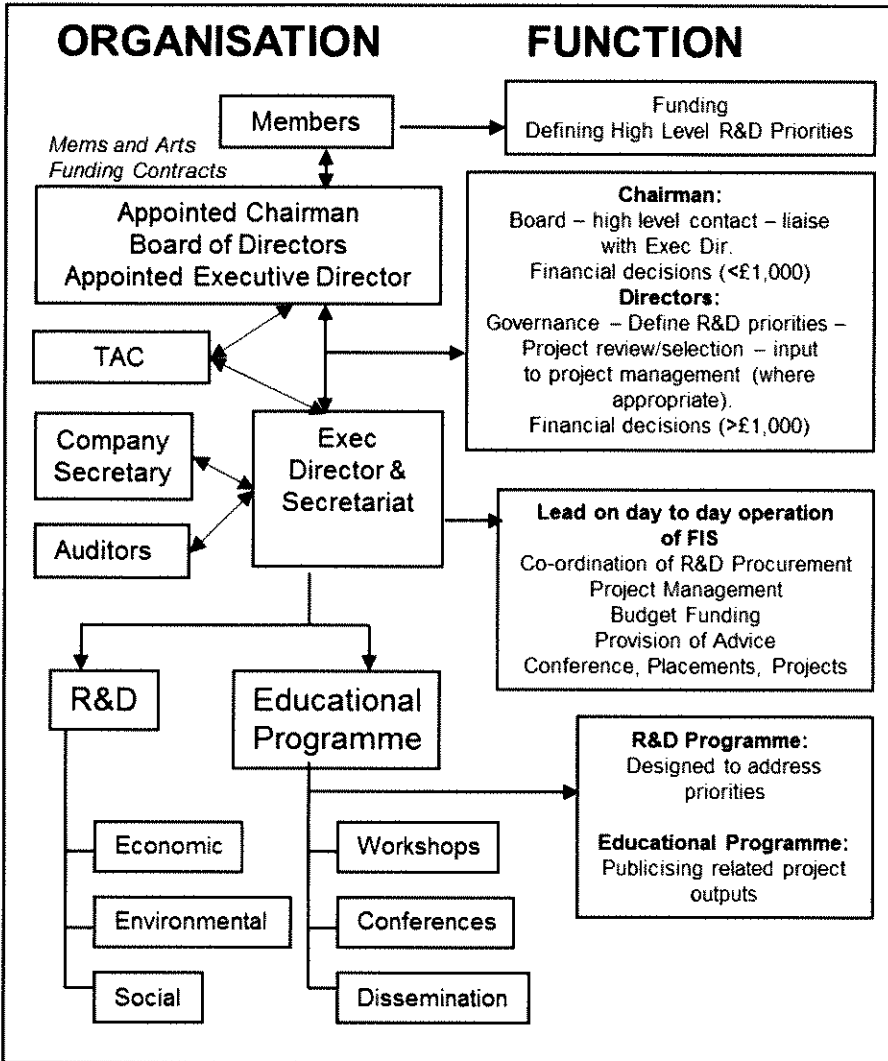 ORGANISATION
FUNCTION
Members
Funding
Defining High Level R&D Priorities
Mems and Arts
Funding Contracts
Appointed Chairman
Board of Directors
Appointed Executive Director
Chairman:
Board – high level contact – liaise
with Exec Dir.
Financial decisions (<£1,000)
Directors:
Governance – Define R&D priorities –
Project review/selection – input
to project management (where
appropriate).
Financial decisions (>£1,000)
TAC
Company
Secretary
Auditors
Exec
Director &
Secretariat
Lead on day to day operation
of FIS
Co-ordination of R&D Procurement
Project Management
Budget Funding
Provision of Advice
Conference, Placements, Projects
R&D
Educational
Programme
R&D Programme:
Designed to address
priorities
Educational Programme:
Publicising related project
outputs
Economic
Environmental
Social
Workshops
Conferences
Dissemination